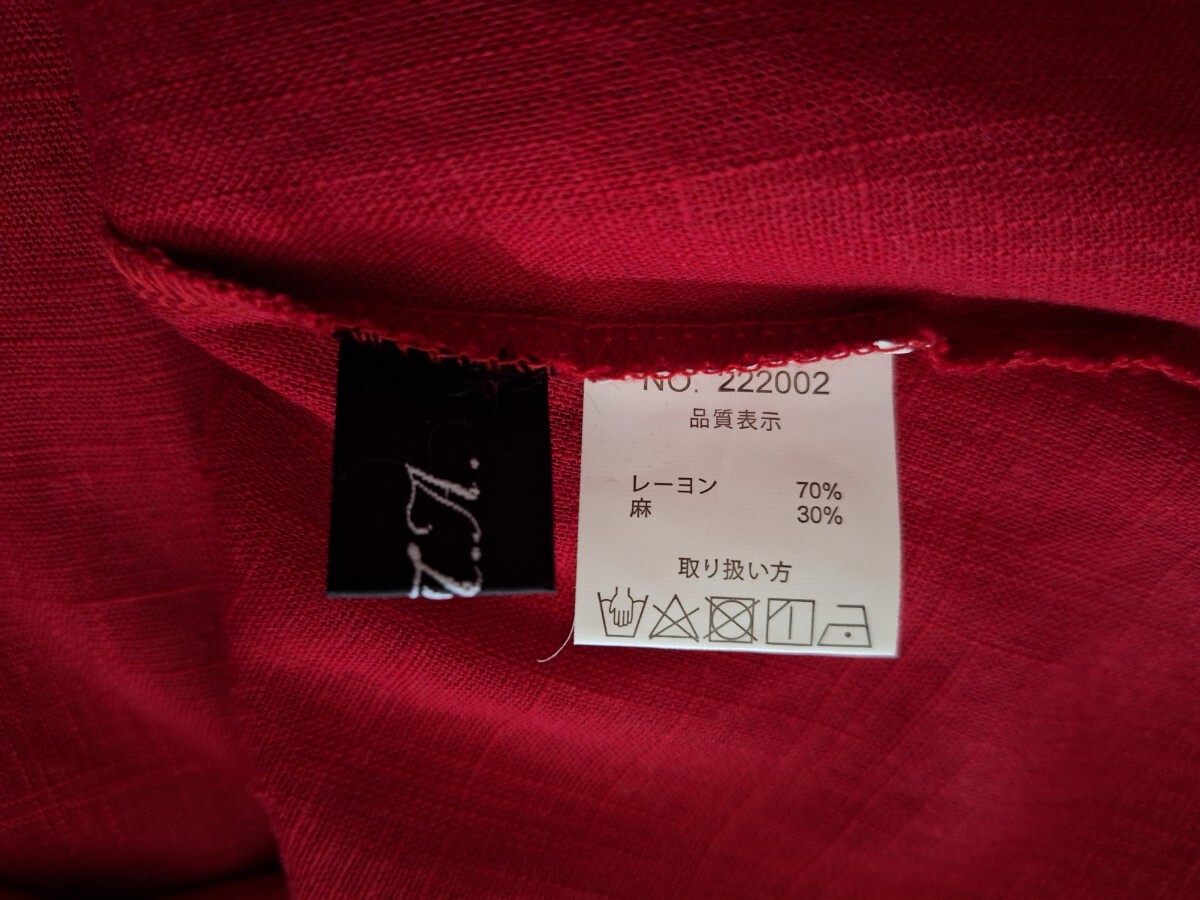 NO. 222002
品質表示
レーヨン 70%
麻 30%
取り扱い方
.A.